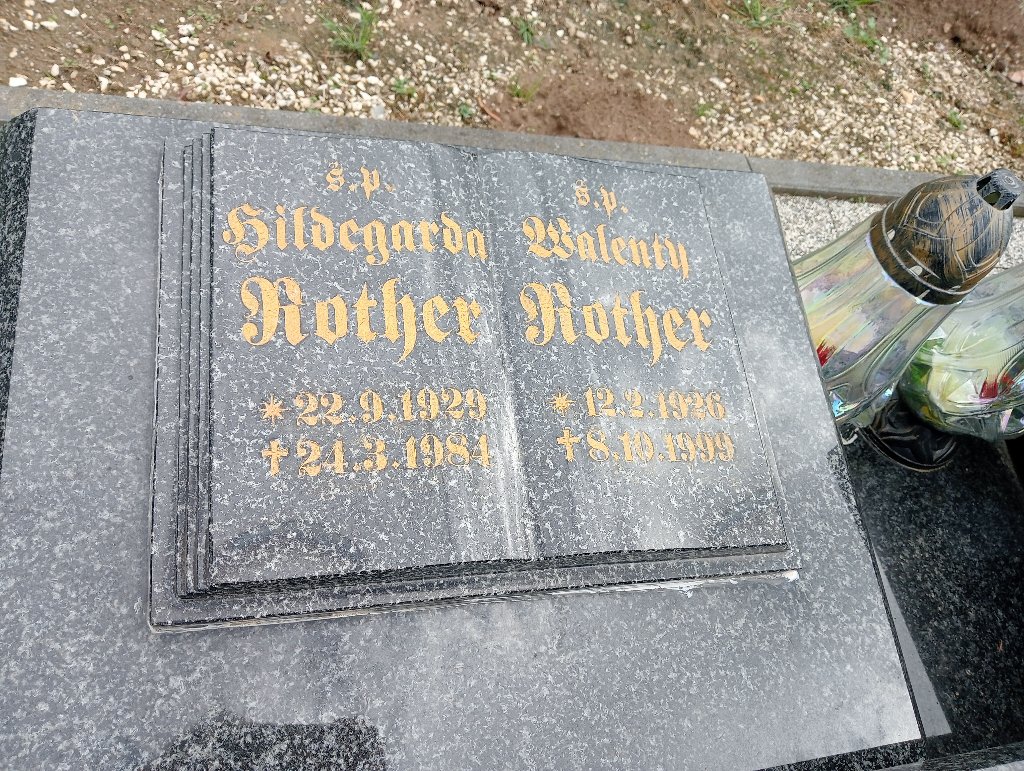 ś.p.
Hildegarda
Rother
* 22.9.1929
✝ 24.3.1984
ś.p.
Walenty
Rother
* 12.2.1926
✝ 8.10.1999